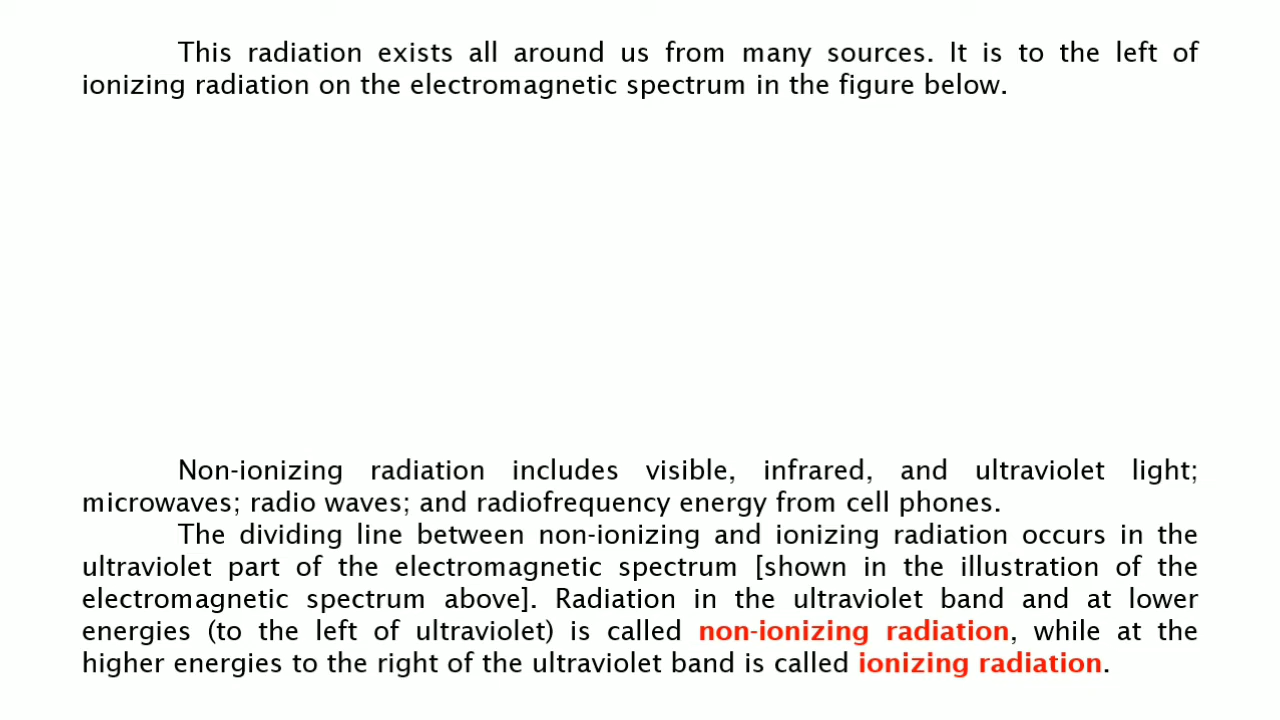 This radiation exists all around us from many sources. It is to the left of
ionizing radiation on the electromagnetic spectrum in the figure below.
Non-ionizing radiation includes visible, infrared, and ultraviolet light;
microwaves; radio waves; and radiofrequency energy from cell phones.
The dividing line between non-ionizing and ionizing radiation occurs in the
ultraviolet part of the electromagnetic spectrum [shown in the illustration of the
electromagnetic spectrum above]. Radiation in the ultraviolet band and at lower
energies (to the left of ultraviolet) is called non-ionizing radiation, while at the
higher energies to the right of the ultraviolet band is called ionizing radiation.